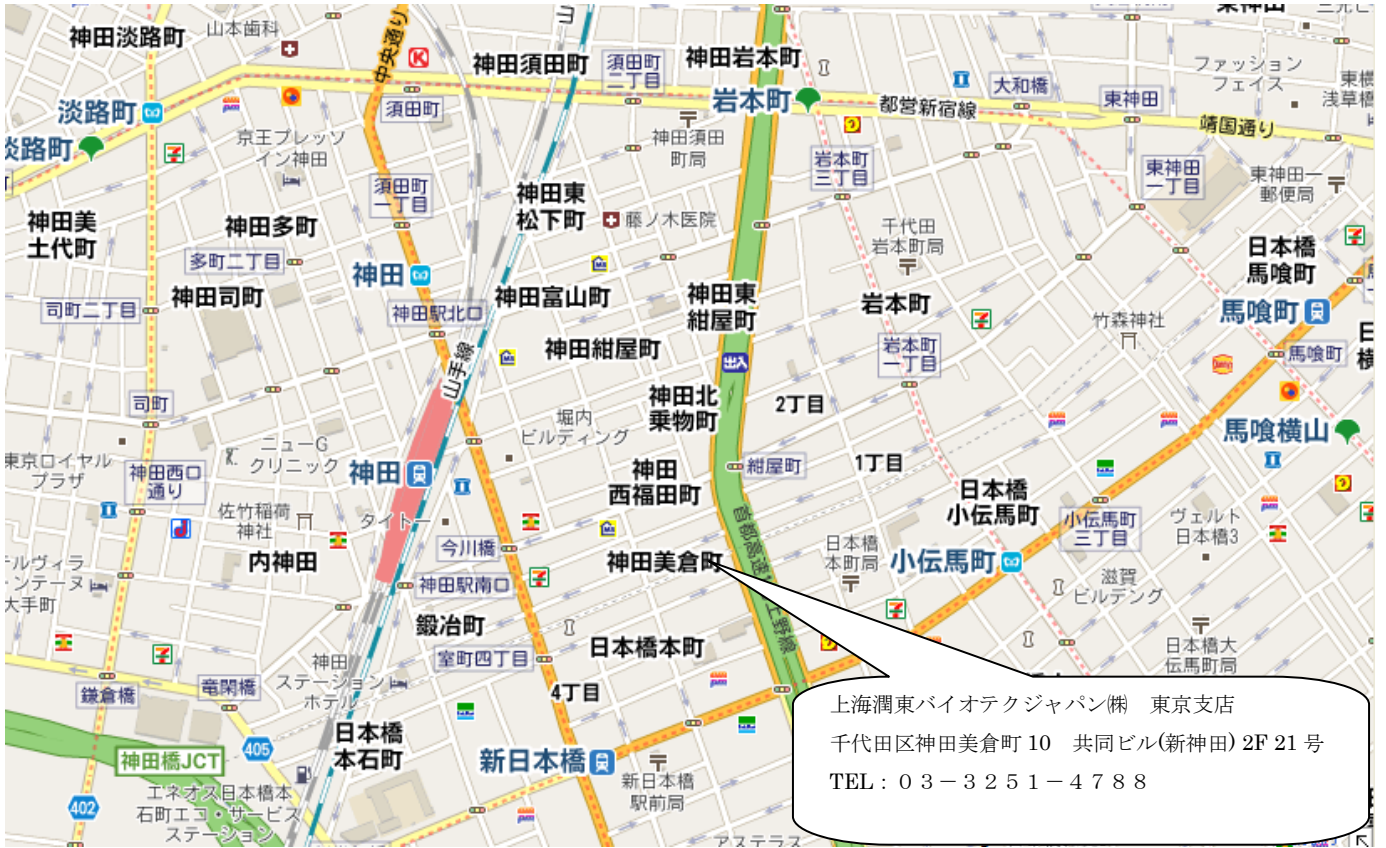 神田淡路町
山本歯科
中央通り
神田須田町
須田町
二丁目
神田岩本町
大和橋
ファッション
フェイス
淡路町
須田町
岩本町
都営新宿線
東神田
靖国通り
淡路町
京王プレッソ
イン神田
神田須田
町局
岩本町
三丁目
東神田
一丁目
東神田一
郵便局
須田町
一丁目
神田東
松下町
藤ノ木医院
千代田
岩本町局
神田美
土代町
神田多町
多町二丁目
日本橋
馬喰町
神田
神田司町
司町二丁目
神田駅北口
神田富山町
神田東
紺屋町
岩本町
竹森神社
馬喰町
山手線
神田紺屋町
出入
岩本町
一丁目
馬喰町
司町
神田北
乗物町
2丁目
堀内
ビルディング
ニューG
クリニック
馬喰横山
東京ロイヤル
プラザ
神田西口
通り
神田
神田
西福田町
紺屋町
1丁目
日本橋
小伝馬町
佐竹稲荷
神社
タイトー
首都高速
小伝馬町
三丁目
ヴェルト
日本橋3
内神田
今川橋
神田美倉町
日本橋
本町局
小伝馬町
大手町
神田駅南口
滋賀
ビルデング
鍛冶町
日本橋本町
上野線
日本橋大
伝馬町局
室町四丁目
神田
ステーション
ホテル
鎌倉橋
竜閑橋
4丁目
日本橋
本石町
405
神田橋JCT
新日本橋
新日本橋
駅前局
402
エネオス日本橋本
石町エコ・サービス
ステーション
アステラス
上海潤東バイオテクジャパン㈱　東京支店
千代田区神田美倉町 10　共同ビル(新神田) 2F 21 号
TEL：０３－３２５１－４７８８